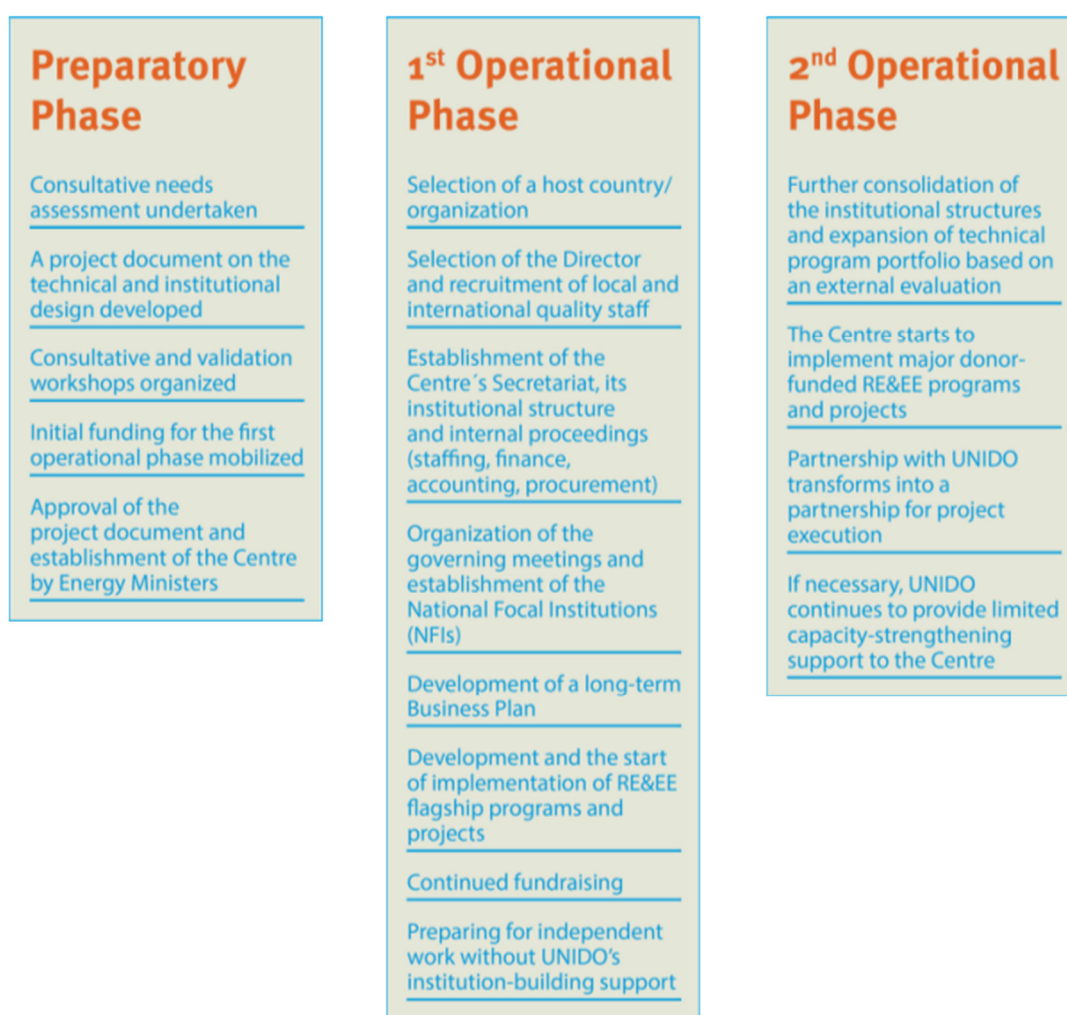 Preparatory
Phase
Consultative needs
assessment undertaken
A project document on the
technical and institutional
design developed
Consultative and validation
workshops organized
Initial funding for the first
operational phase mobilized
Approval of the
project document and
establishment of the Centre
by Energy Ministers
1st Operational
Phase
Selection of a host country/
organization
Selection of the Director
and recruitment of local and
international quality staff
Establishment of the
Centre´s Secretariat, its
institutional structure
and internal proceedings
(staffing, finance,
accounting, procurement)
Organization of the
governing meetings and
establishment of the
National Focal Institutions
(NFIs)
Development of a long-term
Business Plan
Development and the start
of implementation of RE&EE
flagship programs and
projects
Continued fundraising
Preparing for independent
work without UNIDO’s
institution-building support
2nd Operational
Phase
Further consolidation of
the institutional structures
and expansion of technical
program portfolio based on
an external evaluation
The Centre starts to
implement major donor-
funded RE&EE programs
and projects
Partnership with UNIDO
transforms into a
partnership for project
execution
If necessary, UNIDO
continues to provide limited
capacity-strengthening
support to the Centre